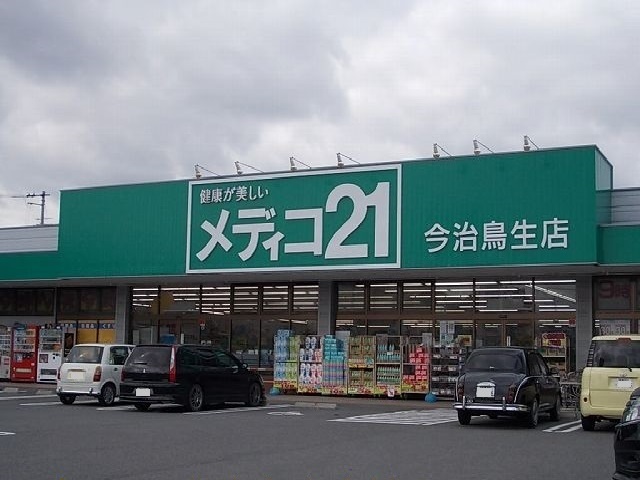 健康が美しい
メディコ21
今治鳥生店